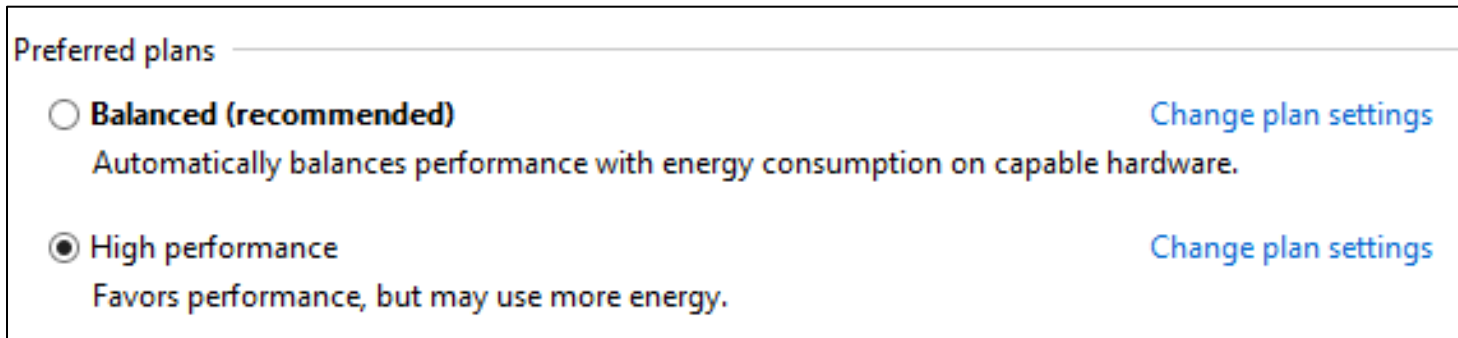 Preferred plans
Balanced (recommended) Change plan settings
Automatically balances performance with energy consumption on capable hardware.
High performance Change plan settings
Favors performance, but may use more energy.